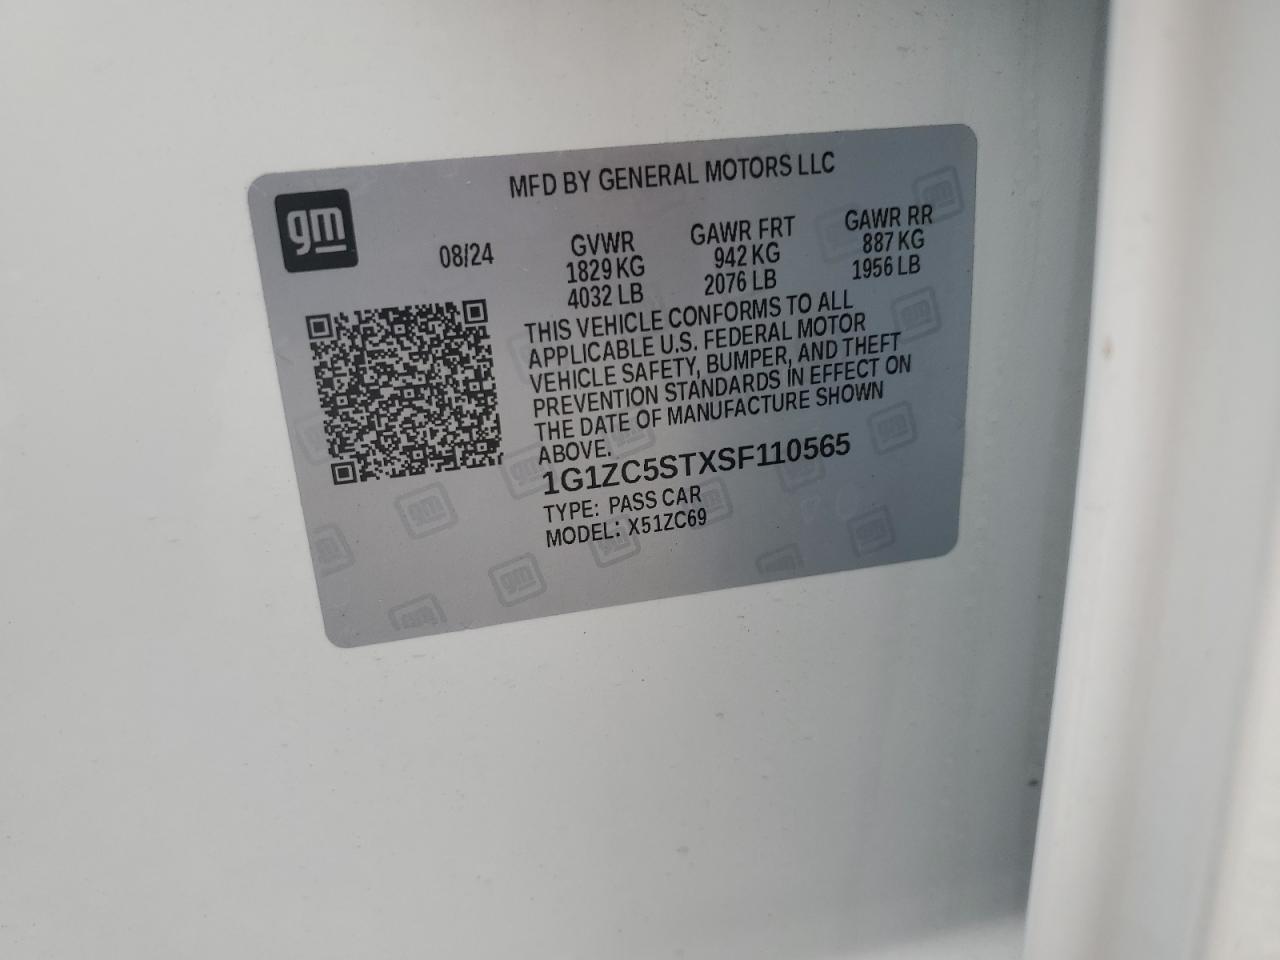 gm
MFD BY GENERAL MOTORS LLC
08/24
GVWR
1829 KG
4032 LB
GAWR FRT
942 KG
2076 LB
GAWR RR
887 KG
1956 LB
THIS VEHICLE CONFORMS TO ALL
APPLICABLE U.S. FEDERAL MOTOR
VEHICLE SAFETY, BUMPER, AND THEFT
PREVENTION STANDARDS IN EFFECT ON
THE DATE OF MANUFACTURE SHOWN
ABOVE.
1G1ZC5STXSF110565
TYPE: PASS CAR
MODEL: X51ZC69